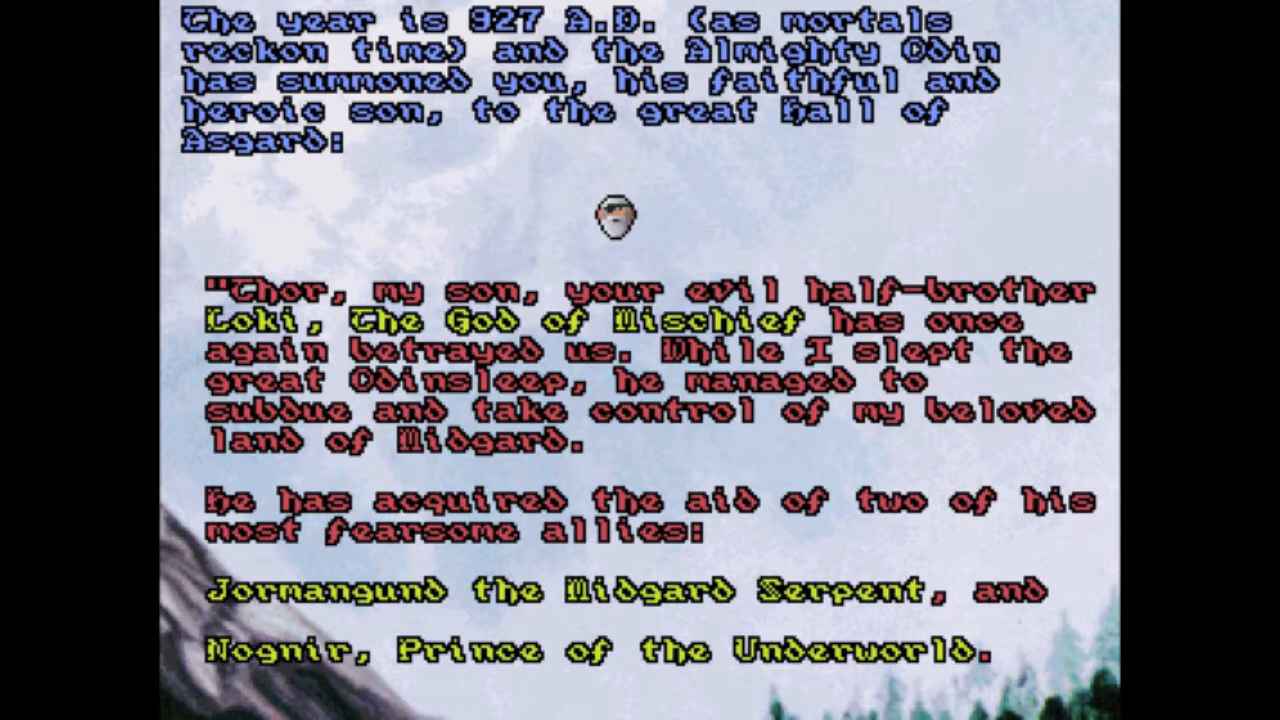 The year is 927 A.D. (as mortals
reckon time) and the Almighty Odin
has summoned you, his faithful and
heroic son, to the great Hall of
Asgard:
"Thor, my son, your evil half-brother
Loki, The God of Mischief has once
again betrayed us. While I slept the
great Odinsleep, he managed to
subdue and take control of my beloved
land of Midgard.
He has acquired the aid of two of his
most fearsome allies:
Jormangund the Midgard Serpent, and
Nognir, Prince of the Underworld.